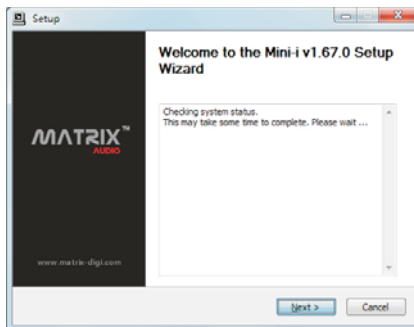 Setup
Welcome to the Mini-i v1.67.0 Setup
Wizard
Checking system status.
This may take some time to complete. Please wait ...
MATRIX™
AUDIO
www.matrix-digi.com
Next >
Cancel